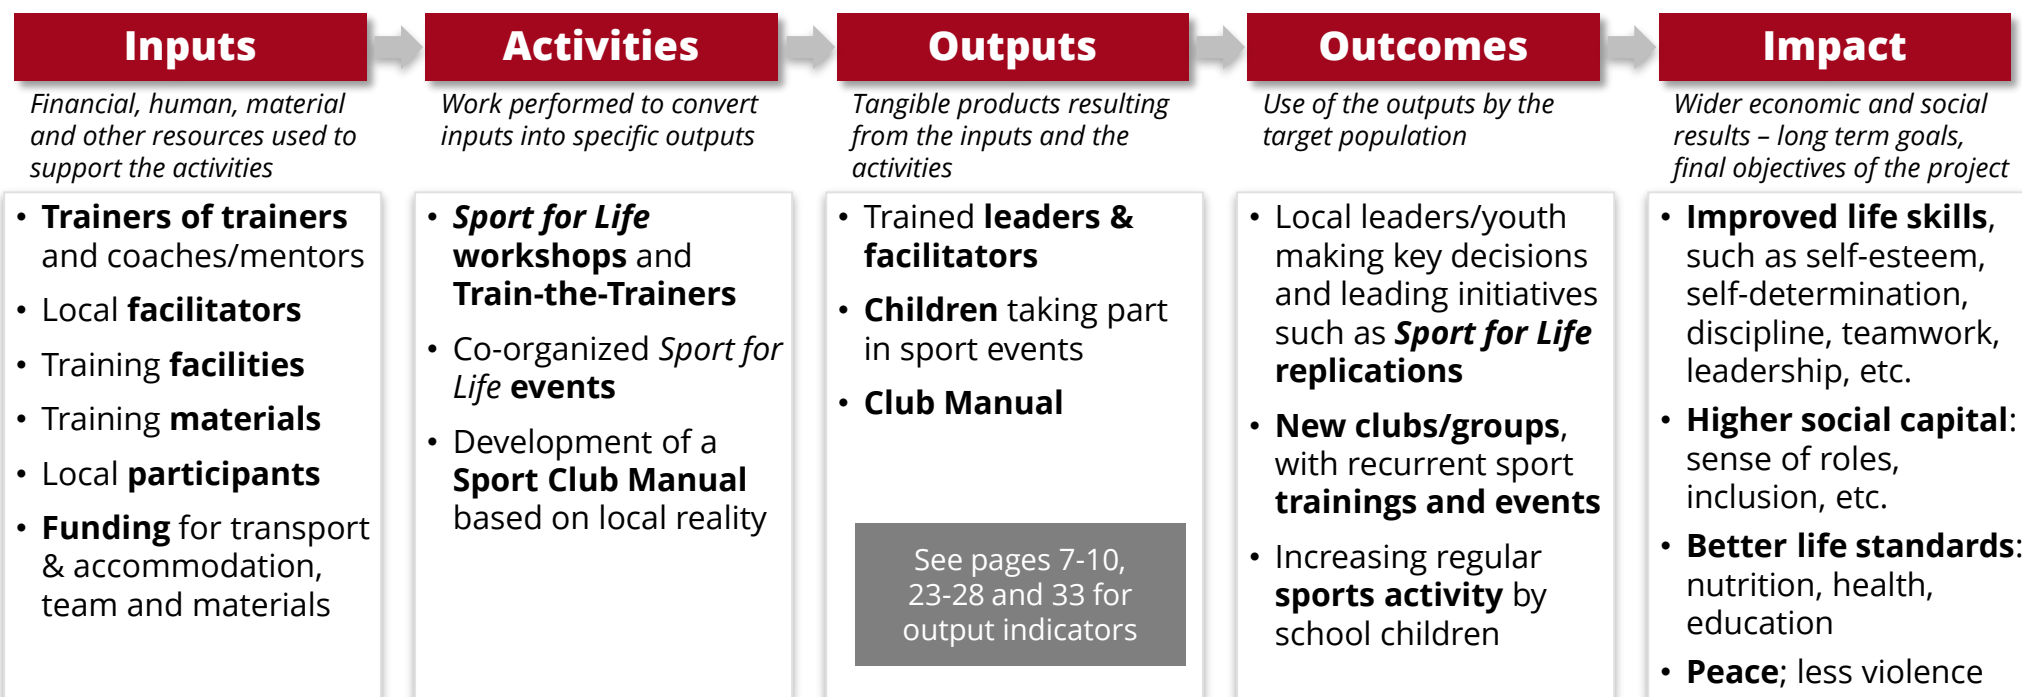 Inputs
Financial, human, material
and other resources used to
support the activities
• Trainers of trainers
and coaches/mentors
• Local facilitators
• Training facilities
• Training materials
• Local participants
• Funding for transport
& accommodation,
team and materials
Activities
Work performed to convert
inputs into specific outputs
• Sport for Life
workshops and
Train-the-Trainers
• Co-organized Sport for
Life events
• Development of a
Sport Club Manual
based on local reality
Outputs
Tangible products resulting
from the inputs and the
activities
• Trained leaders &
facilitators
• Children taking part
in sport events
• Club Manual
See pages 7-10,
23-28 and 33 for
output indicators
Outcomes
Use of the outputs by the
target population
• Local leaders/youth
making key decisions
and leading initiatives
such as Sport for Life
replications
• New clubs/groups,
with recurrent sport
trainings and events
• Increasing regular
sports activity by
school children
Impact
Wider economic and social
results – long term goals,
final objectives of the project
• Improved life skills,
such as self-esteem,
self-determination,
discipline, teamwork,
leadership, etc.
• Higher social capital:
sense of roles,
inclusion, etc.
• Better life standards:
nutrition, health,
education
• Peace; less violence